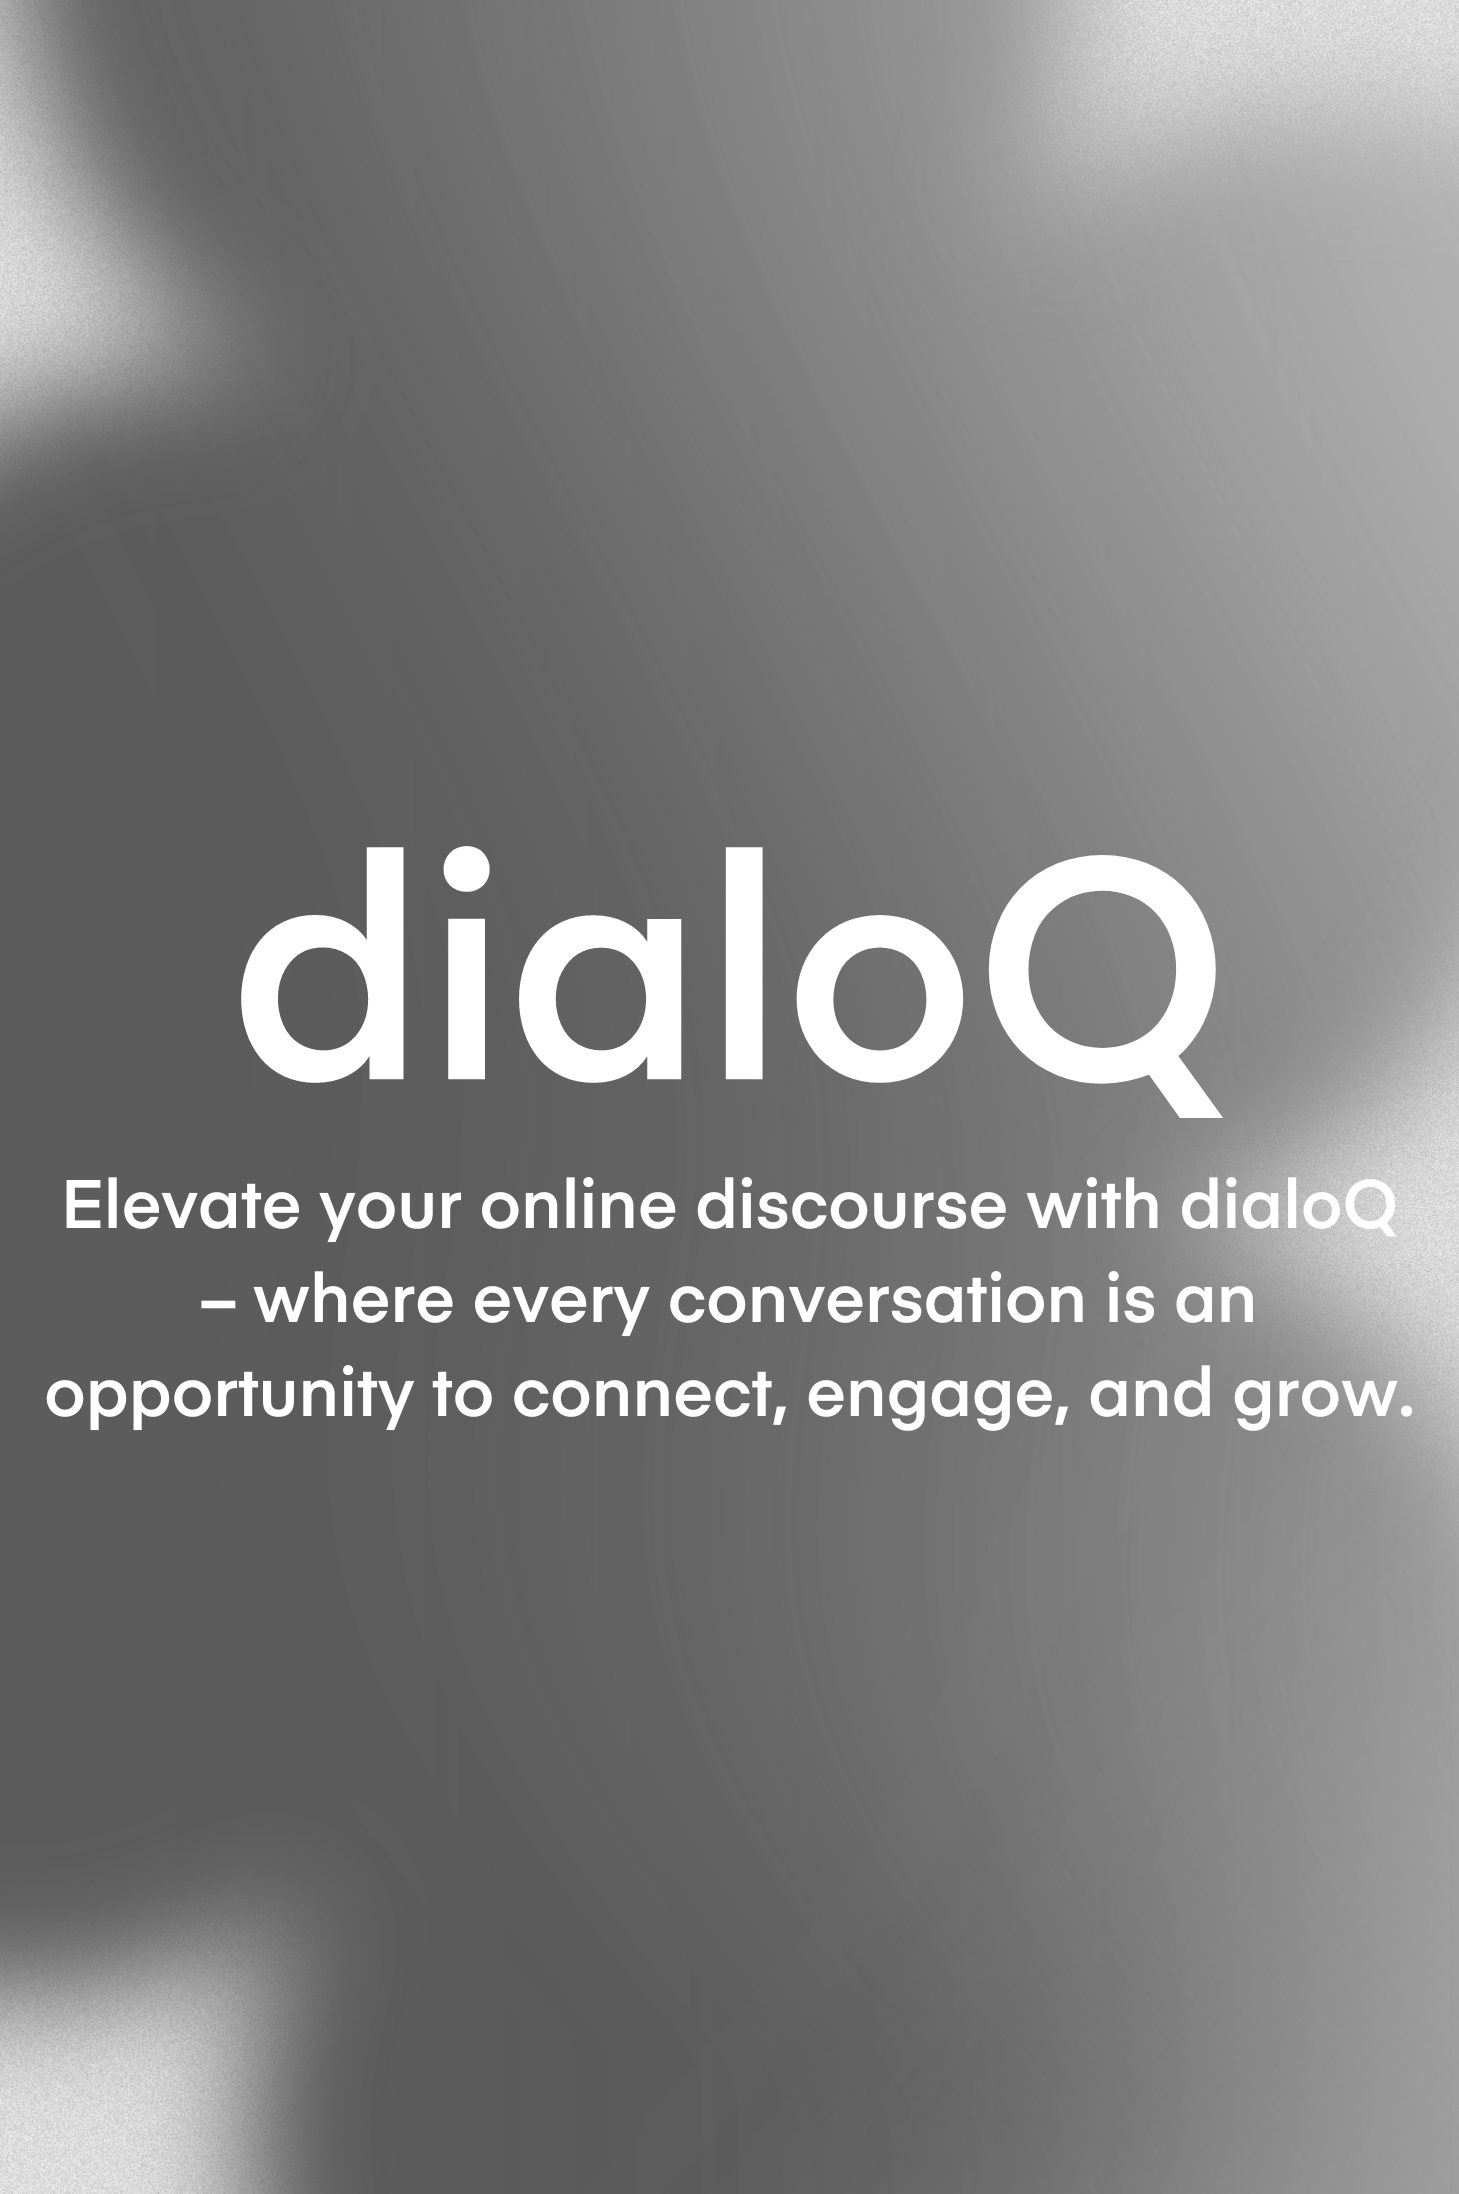 dialoQ
Elevate your online discourse with dialoQ
– where every conversation is an
opportunity to connect, engage, and grow.